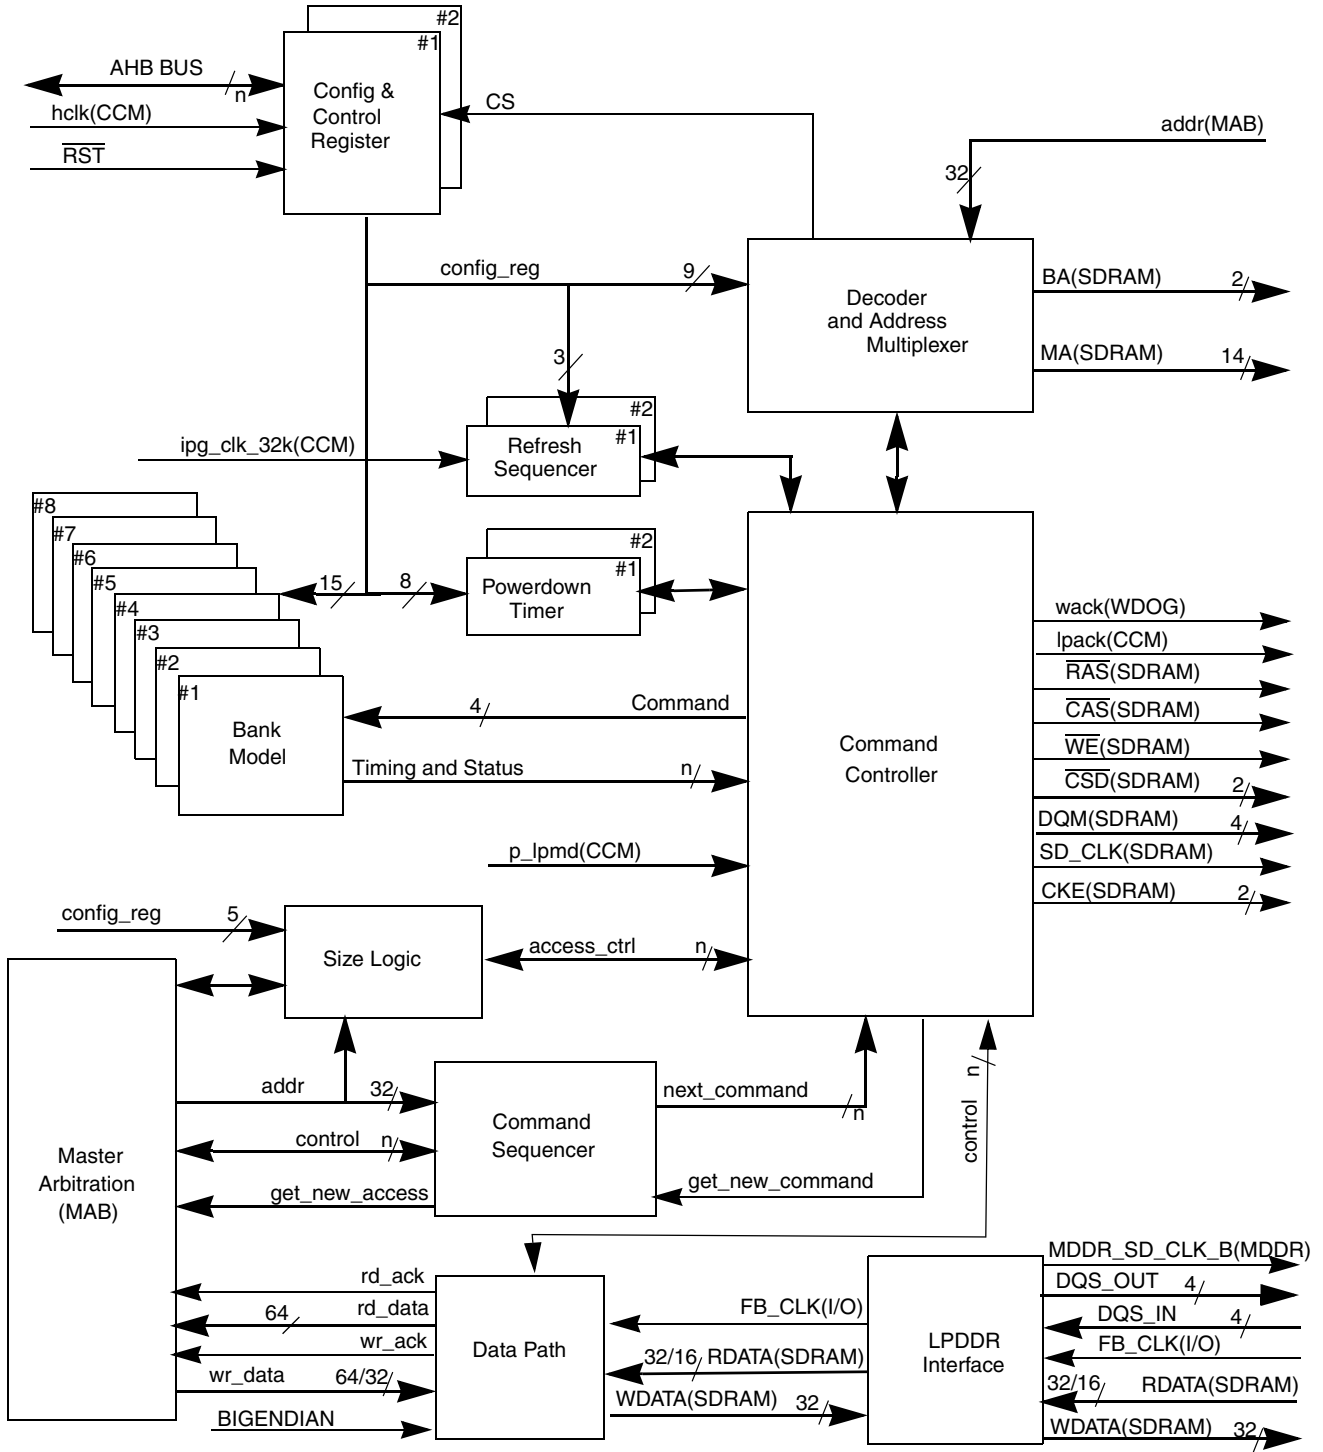 #2
#1
AHB BUS
n
Config &
Control
Register
hclk(CCM)
RST
CS
addr(MAB)
32
config_reg
9
Decoder
and Address
Multiplexer
BA(SDRAM)
2
MA(SDRAM)
14
3
#2
#1
ipg_clk_32k(CCM)
Refresh
Sequencer
#8
#7
#6
#5
#4
#3
#2
#1
Bank
Model
15
8
#2
#1
Powerdown
Timer
4
Command
Timing and Status
n
Command
Controller
wack(WDOG)
lpack(CCM)
RAS(SDRAM)
CAS(SDRAM)
WE(SDRAM)
CSD(SDRAM)
2
DQM(SDRAM)
4
SD_CLK(SDRAM)
CKE(SDRAM)
2
p_lpmd(CCM)
config_reg
5
Size Logic
access_ctrl
n
Master
Arbitration
(MAB)
addr
32
control
n
get_new_access
Command
Sequencer
next_command
n
get_new_command
control
n
rd_ack
rd_data
64
wr_ack
wr_data
64/32
BIGENDIAN
Data Path
FB_CLK(I/O)
32/16
RDATA(SDRAM)
WDATA(SDRAM)
32
LPDDR
Interface
MDDR_SD_CLK_B(MDDR)
DQS_OUT
4
DQS_IN
4
FB_CLK(I/O)
32/16
RDATA(SDRAM)
WDATA(SDRAM)
32